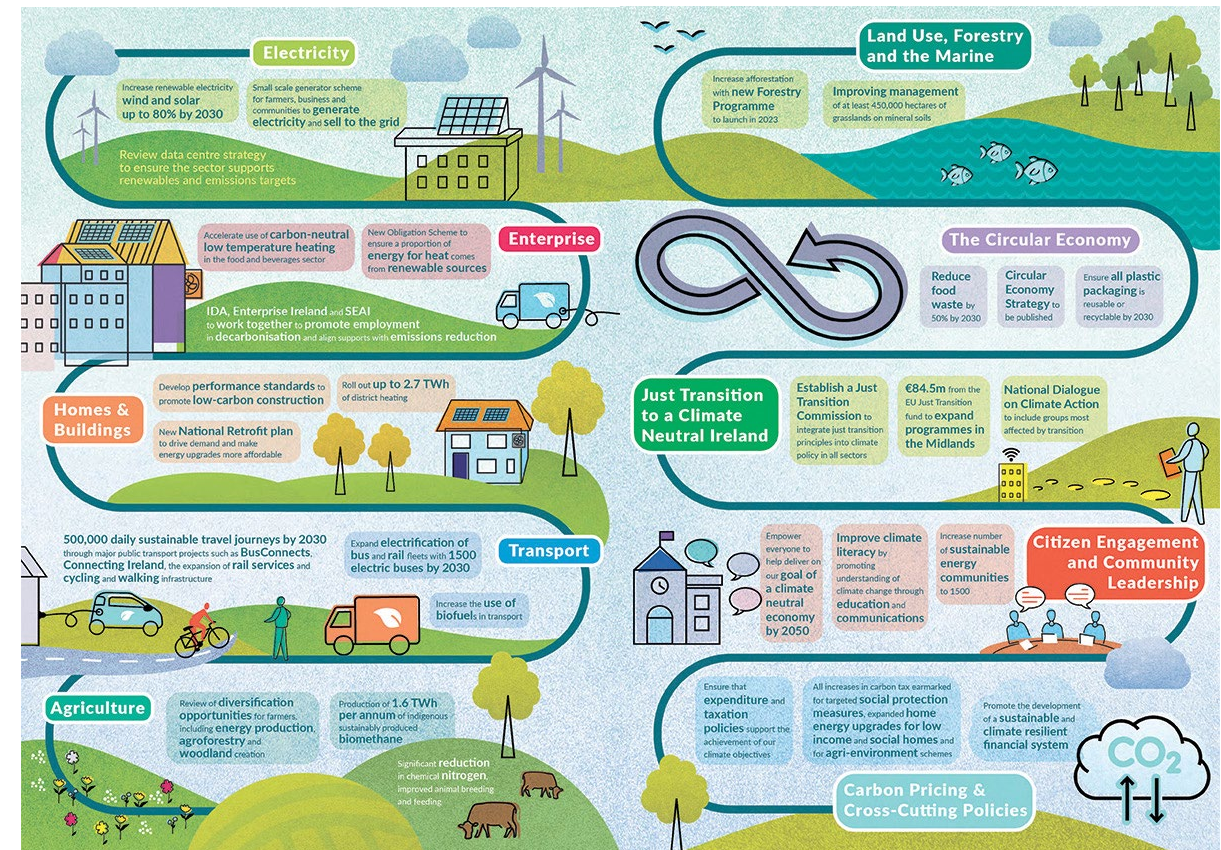 Electricity
Increase renewable electricity
wind and solar
up to 80% by 2030
Small scale generator scheme
for farmers, business and
communities to generate
electricity and sell to the grid
Review data centre strategy
to ensure the sector supports
renewables and emissions targets
Enterprise
Accelerate use of carbon-neutral
low temperature heating
in the food and beverages sector
New Obligation Scheme to
ensure a proportion of
energy for heat comes
from renewable sources
IDA, Enterprise Ireland and SEAI
to work together to promote employment
in decarbonisation and align supports with emissions reduction
Homes &
Buildings
Develop performance standards to
promote low-carbon construction
Roll out up to 2.7 TWh
of district heating
New National Retrofit plan
to drive demand and make
energy upgrades more affordable
Transport
500,000 daily sustainable travel journeys by 2030
through major public transport projects such as BusConnects,
Connecting Ireland, the expansion of rail services and
cycling and walking infrastructure
Expand electrification of
bus and rail fleets with 1500
electric buses by 2030
Increase the use of
biofuels in transport
Agriculture
Review of diversification
opportunities for farmers,
including energy production,
agroforestry and
woodland creation
Production of 1.6 TWh
per annum of indigenous
sustainably produced
biomethane
Significant reduction
in chemical nitrogen,
improved animal breeding
and feeding
Land Use, Forestry
and the Marine
Increase afforestation
with new Forestry
Programme
to launch in 2023
Improving management
of at least 450,000 hectares of
grasslands on mineral soils
The Circular Economy
Reduce
food
waste by
50% by 2030
Circular
Economy
Strategy to
be published
Ensure all plastic
packaging is
reusable or
recyclable by 2030
Just Transition
to a Climate
Neutral Ireland
Establish a Just
Transition
Commission to
integrate just transition
principles into climate
policy in all sectors
€84.5m from the
EU Just Transition
fund to expand
programmes in
the Midlands
National Dialogue
on Climate Action
to include groups most
affected by transition
Citizen Engagement
and Community
Leadership
Empower
everyone to
help deliver on
our goal of
a climate
neutral
economy
by 2050
Improve climate
literacy by
promoting
understanding of
climate change through
education and
communications
Increase number
of sustainable
energy
communities
to 1500
Ensure that
expenditure and
taxation
policies support the
achievement of our
climate objectives
All increases in carbon tax earmarked
for targeted social protection
measures, expanded home
energy upgrades for low
income and social homes and
for agri-environment schemes
Promote the development
of a sustainable and
climate resilient
financial system
CO2
Carbon Pricing &
Cross-Cutting Policies